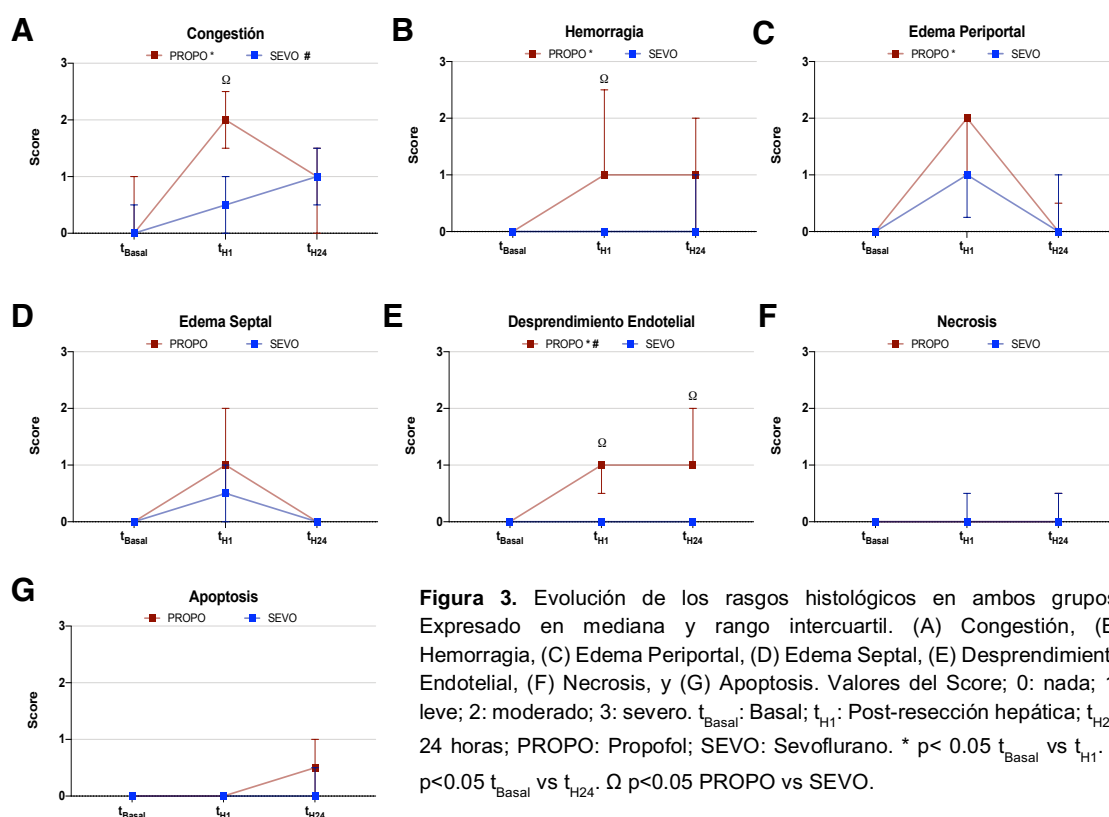 A
Congestión
PROPO * SEVO #
Score
3
2
1
0
Ω
tBasal tH1 tH24
B
Hemorragia
PROPO * SEVO
Score
3
2
1
0
Ω
tBasal tH1 tH24
C
Edema Periportal
PROPO * SEVO
Score
3
2
1
0
tBasal tH1 tH24
D
Edema Septal
PROPO SEVO
Score
3
2
1
0
tBasal tH1 tH24
E
Desprendimiento Endotelial
PROPO * # SEVO
Score
3
2
1
0
Ω
Ω
tBasal tH1 tH24
F
Necrosis
PROPO SEVO
Score
3
2
1
0
tBasal tH1 tH24
G
Apoptosis
PROPO SEVO
Score
3
2
1
0
tBasal tH1 tH24
Figura 3. Evolución de los rasgos histológicos en ambos grupos
Expresado en mediana y rango intercuartil. (A) Congestión,
Hemorragia, (C) Edema Periportal, (D) Edema Septal, (E) Desprendimient
Endotelial, (F) Necrosis, y (G) Apoptosis. Valores del Score; 0: nada;
leve; 2: moderado; 3: severo. tBasal: Basal; tH1: Post-resección hepática;
24 horas; PROPO: Propofol; SEVO: Sevoflurano. * p< 0.05 tBasal vs tH1.
p<0.05 tBasal vs tH24. Ω p<0.05 PROPO vs SEVO.